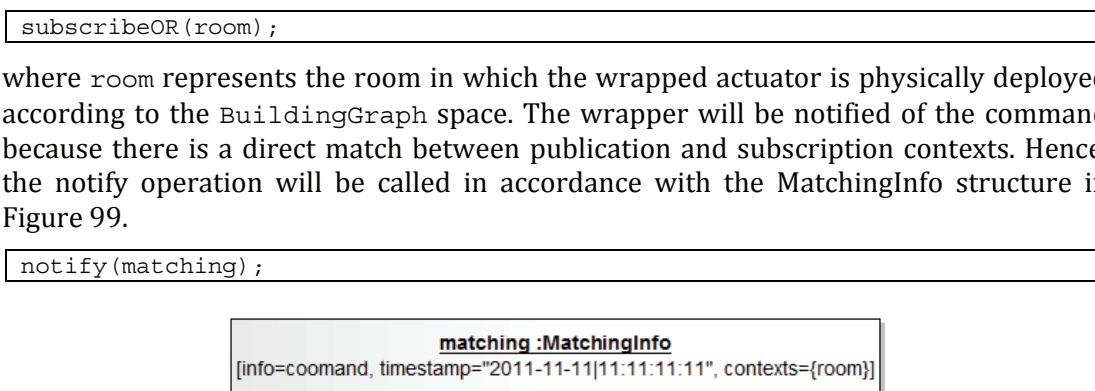 subscribeOR(room);
where room represents the room in which the wrapped actuator is physically deployed
according to the BuildingGraph space. The wrapper will be notified of the command
because there is a direct match between publication and subscription contexts. Hence
the notify operation will be called in accordance with the MatchingInfo structure in
Figure 99.
notify(matching);
matching :MatchingInfo
[info=coomand, timestamp="2011-11-11|11:11:11:11", contexts={room}]